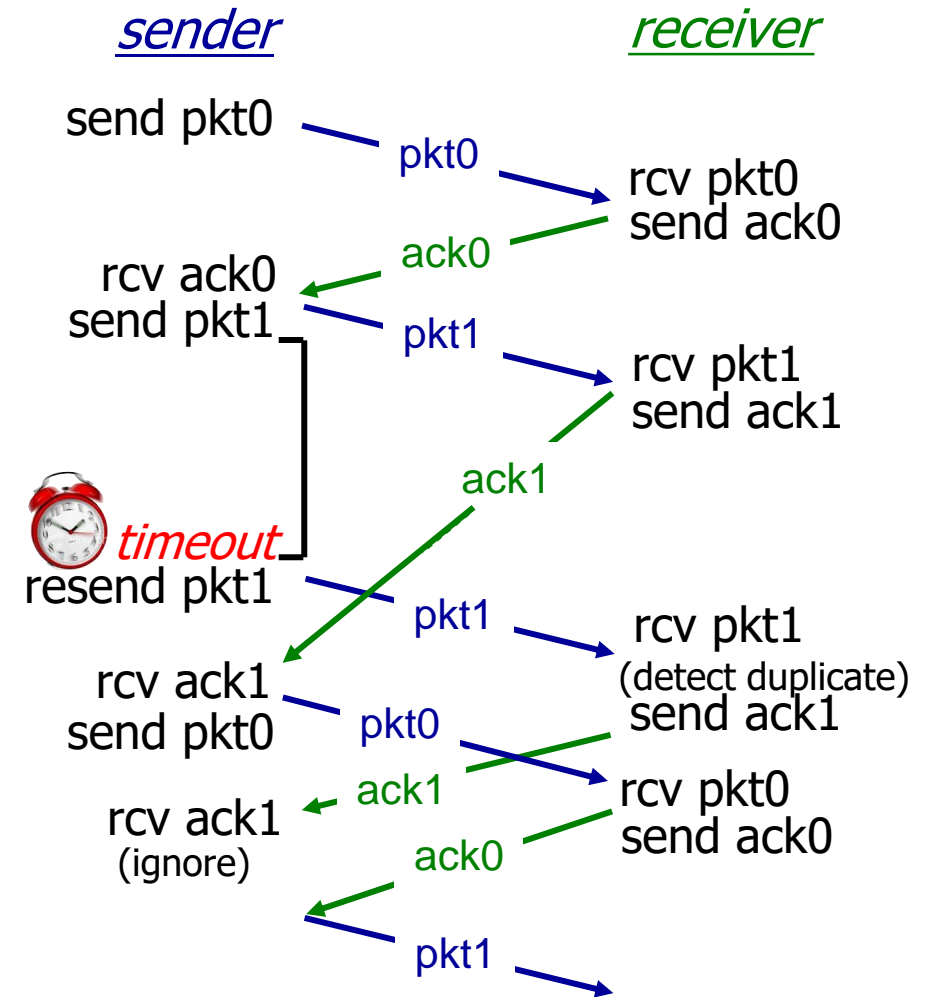 sender
receiver
send pkt0
pkt0
rcv pkt0
send ack0
ack0
rcv ack0
send pkt1
pkt1
rcv pkt1
send ack1
ack1
timeout
resend pkt1
pkt1
rcv pkt1
(detect duplicate)
send ack1
rcv ack1
send pkt0
pkt0
ack1
rcv pkt0
send ack0
rcv ack1
(ignore)
ack0
pkt1